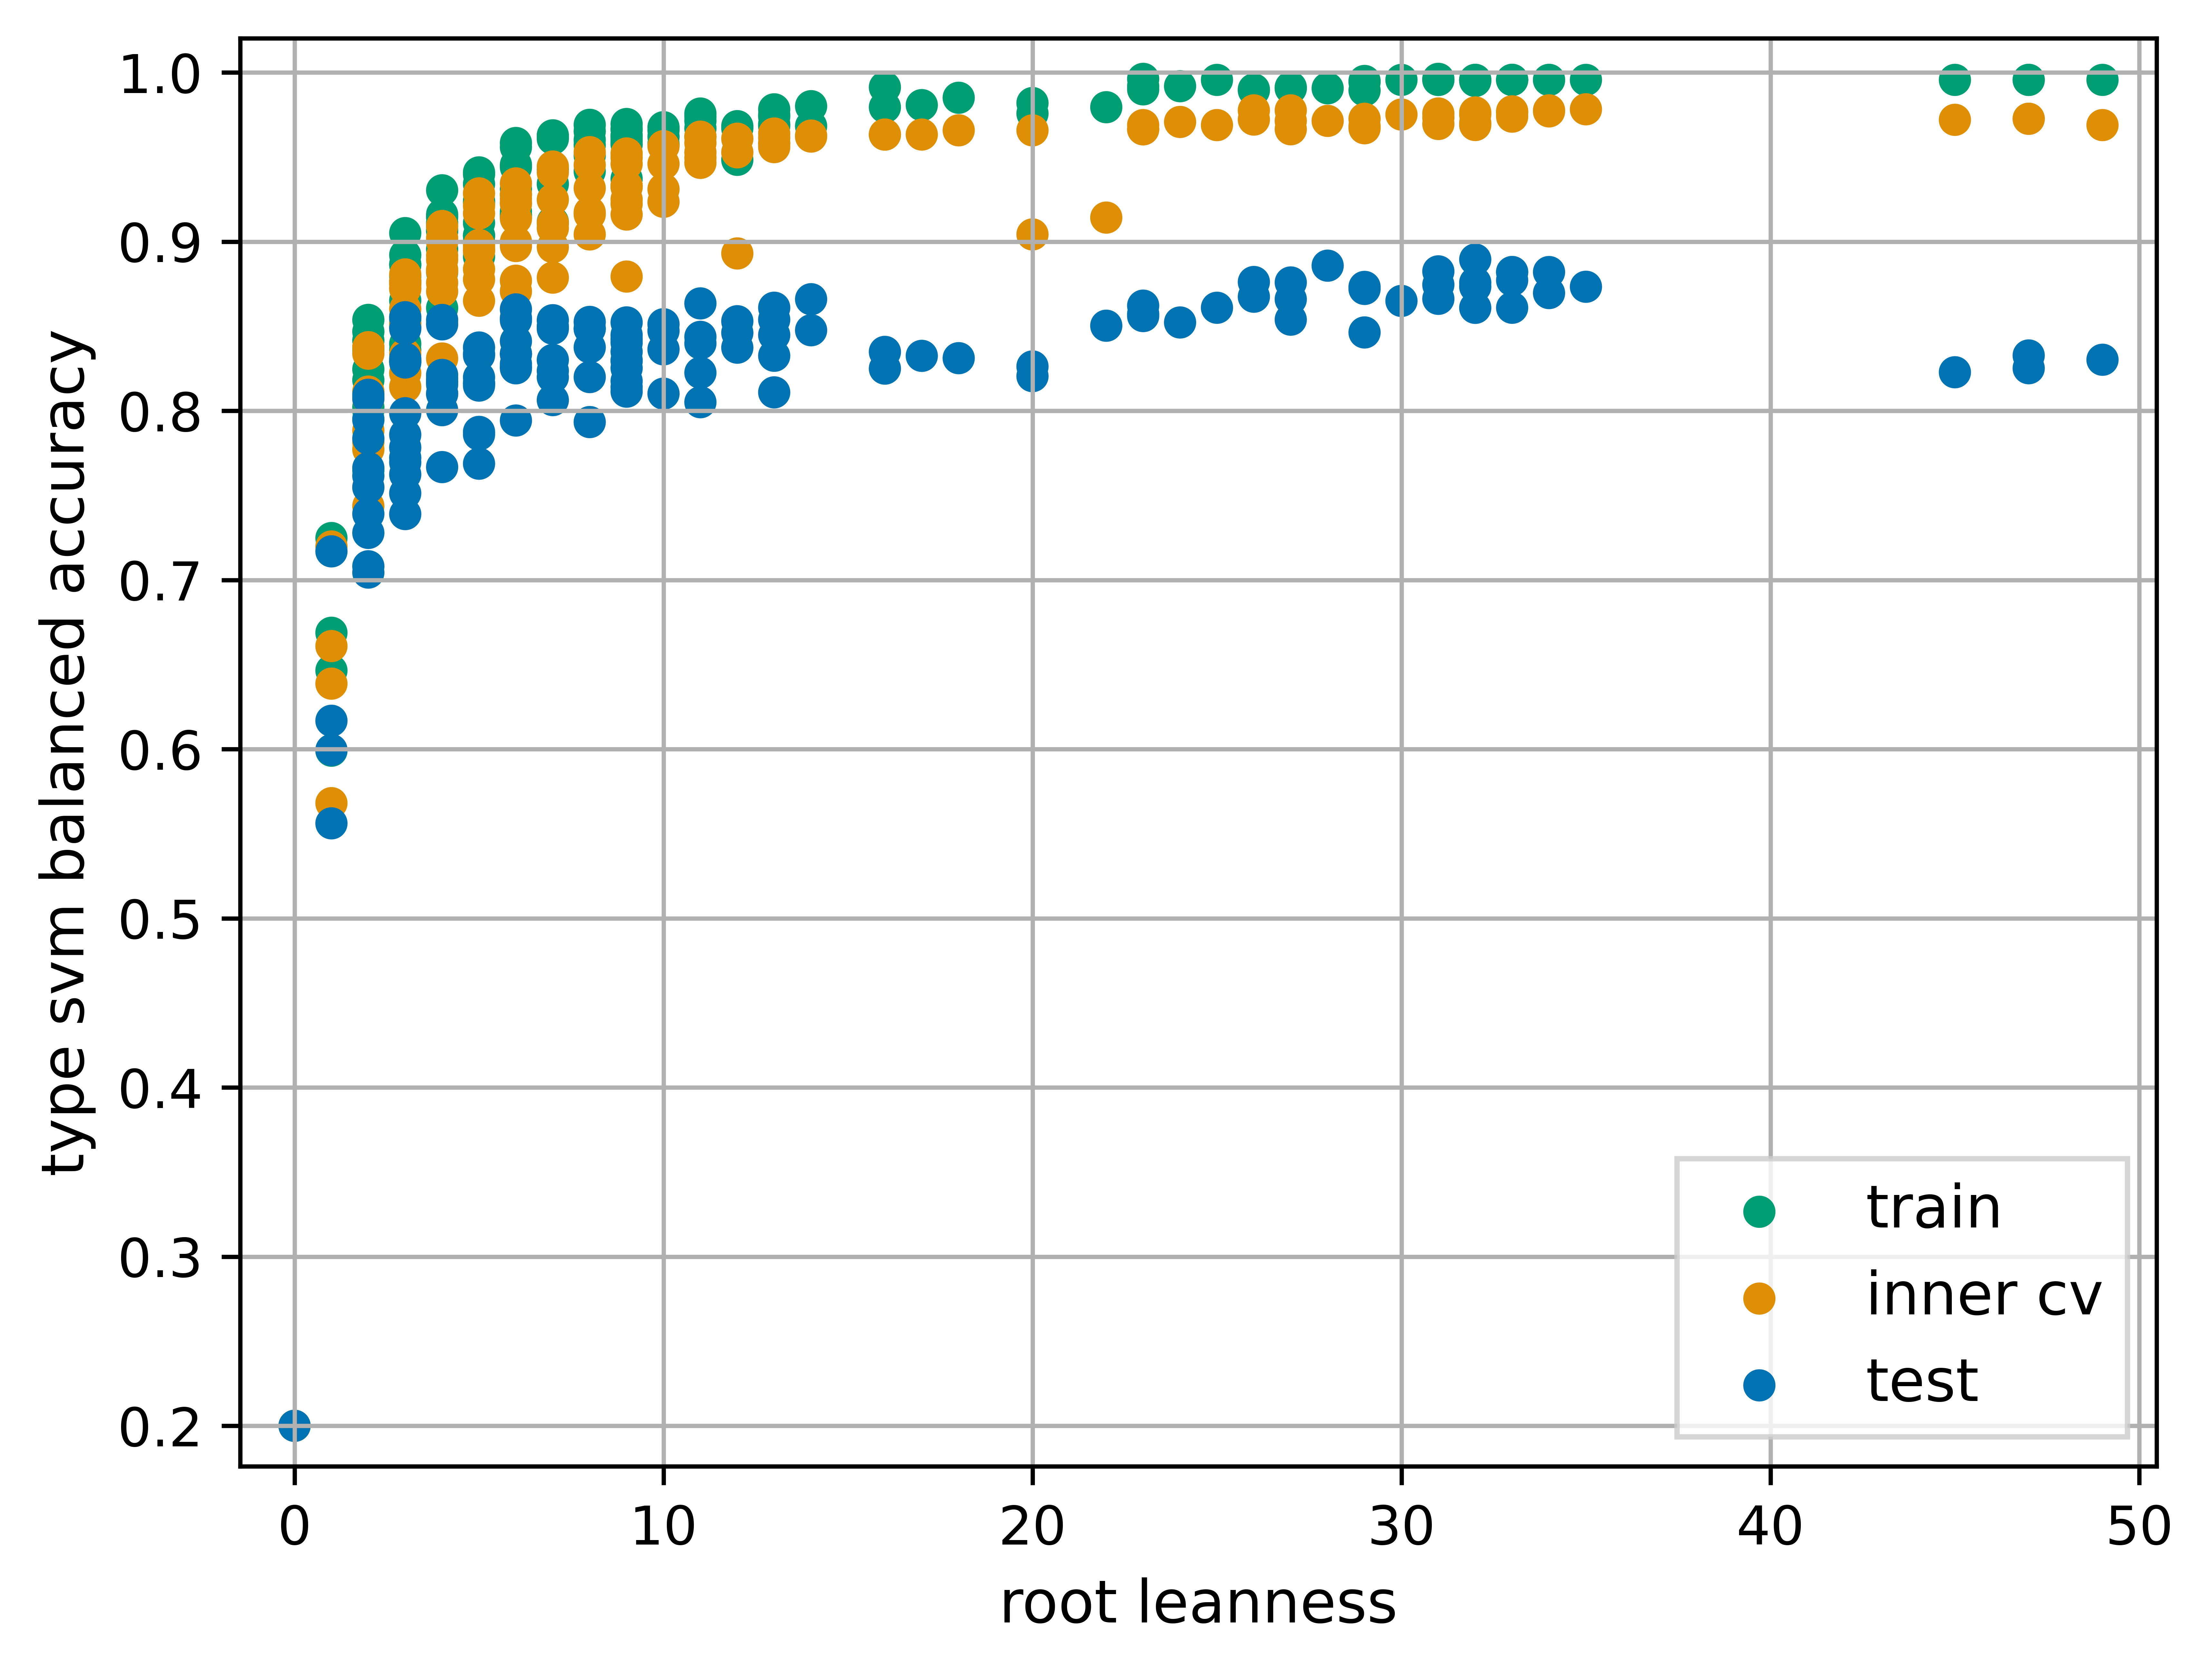 1.0
0.9
0.8
0.7
0.6
0.5
0.4
0.3
0.2
type svm balanced accuracy
train
inner cv
test
0 10 20 30 40 50
root leanness